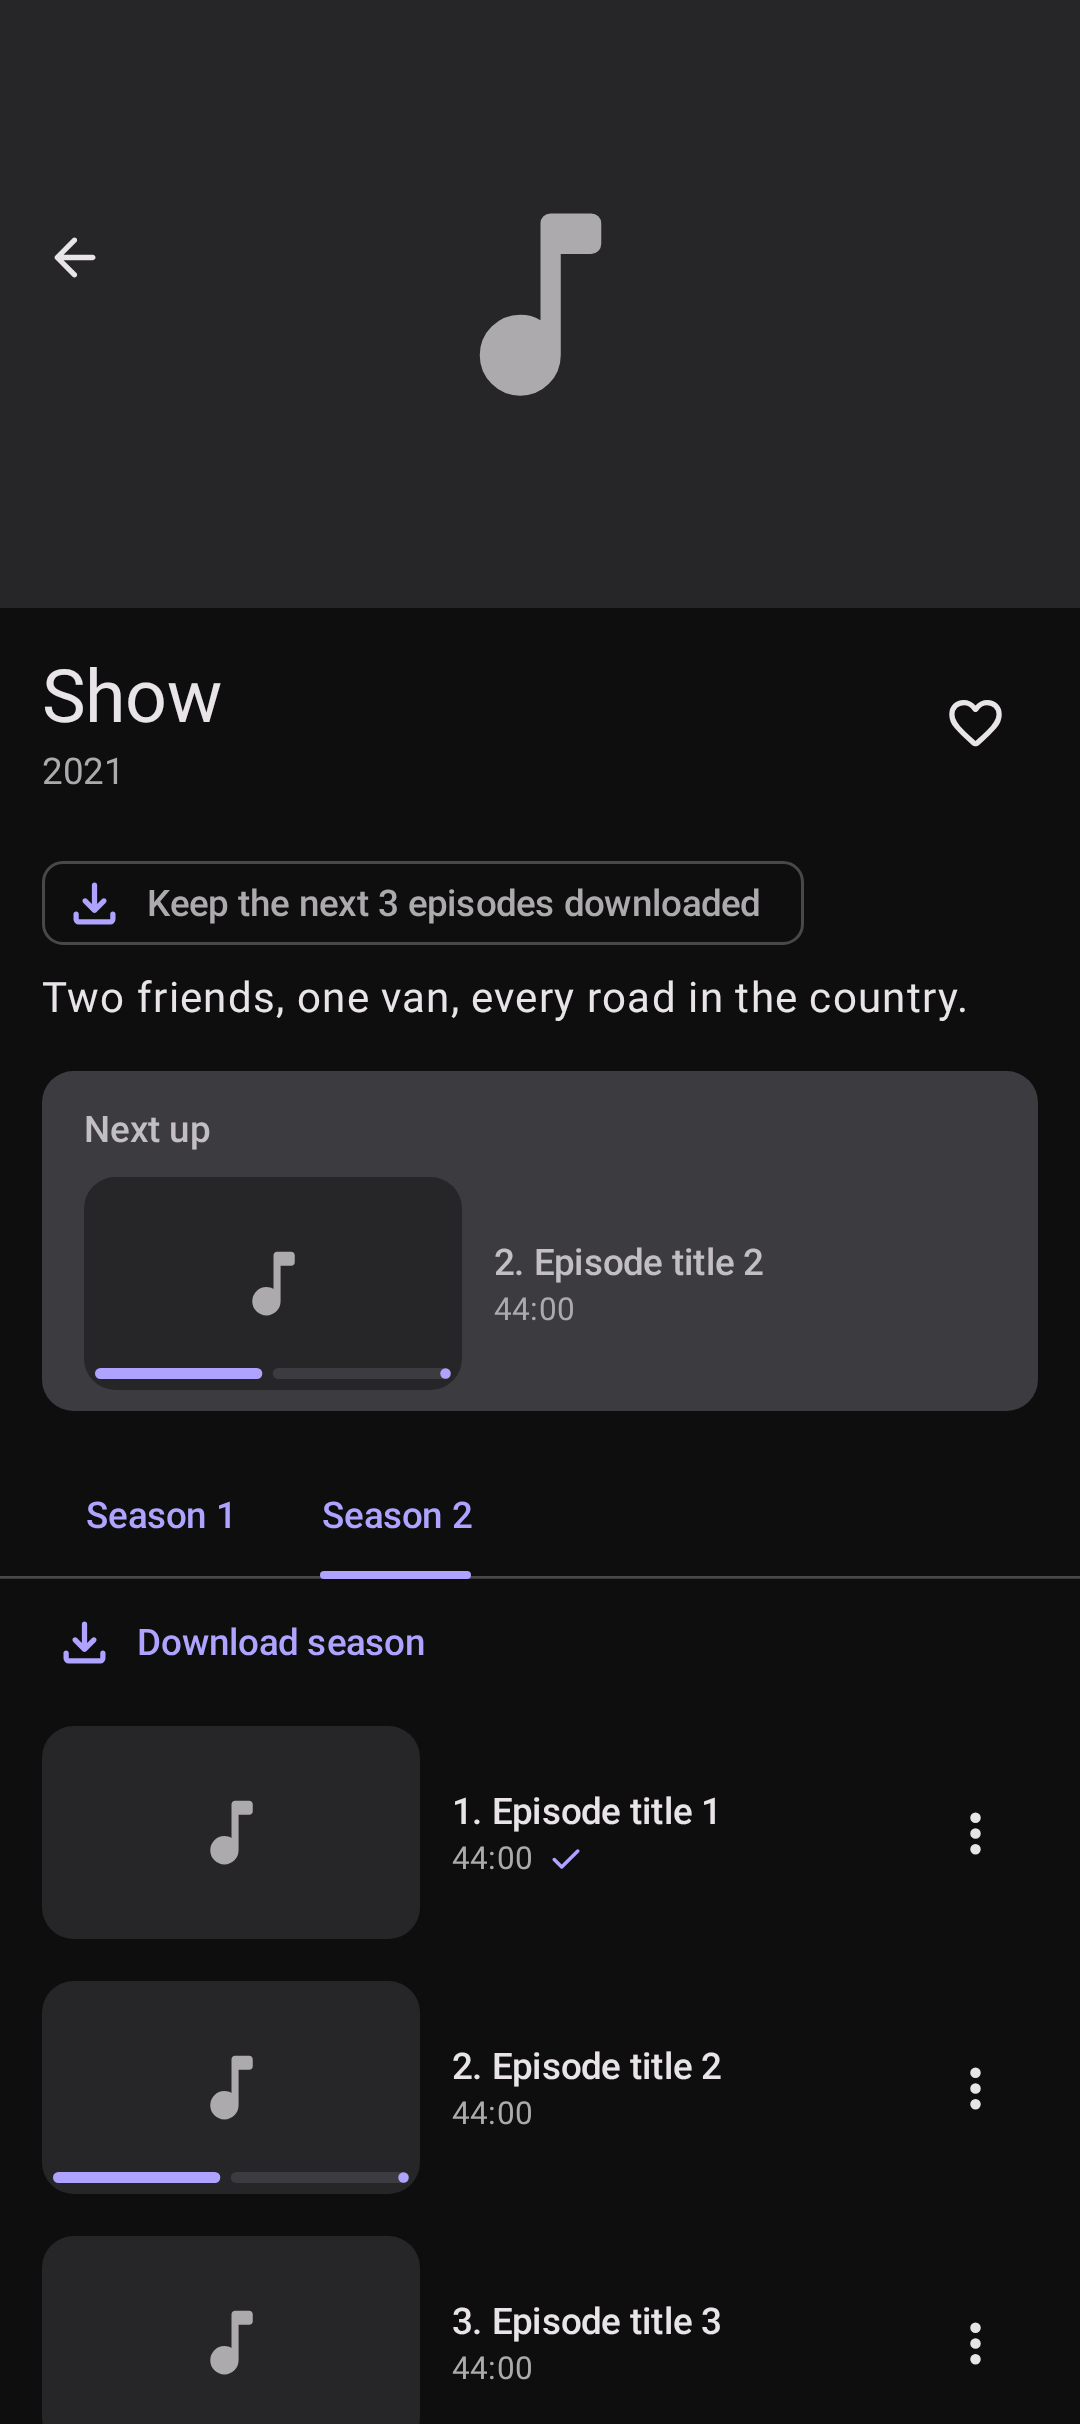 Show
2021
Keep the next 3 episodes downloaded
Two friends, one van, every road in the country.
Next up
2. Episode title 2
44:00
Season 1
Season 2
Download season
1. Episode title 1
44:00
2. Episode title 2
44:00
3. Episode title 3
44:00